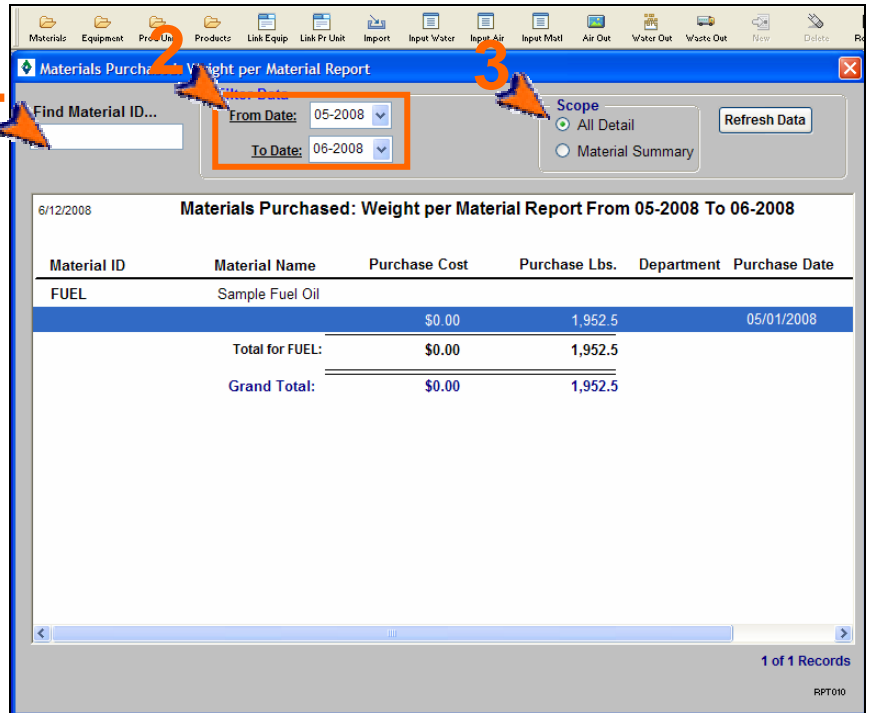 Materials Equipment Products Link Equip Link Pr Unit Import Input Water Input Air Input Matl Air Out Water Out Waste Out New Delete
2
3
Materials Purchased: Weight per Material Report
Find Material ID...
Filter Data
From Date: 05-2008
To Date: 06-2008
Scope
All Detail
Material Summary
Refresh Data
6/12/2008
Materials Purchased: Weight per Material Report From 05-2008 To 06-2008
Material ID Material Name Purchase Cost Purchase Lbs. Department Purchase Date
FUEL Sample Fuel Oil
$0.00 1,952.5 05/01/2008
Total for FUEL: $0.00 1,952.5
Grand Total: $0.00 1,952.5
1 of 1 Records
RPT010